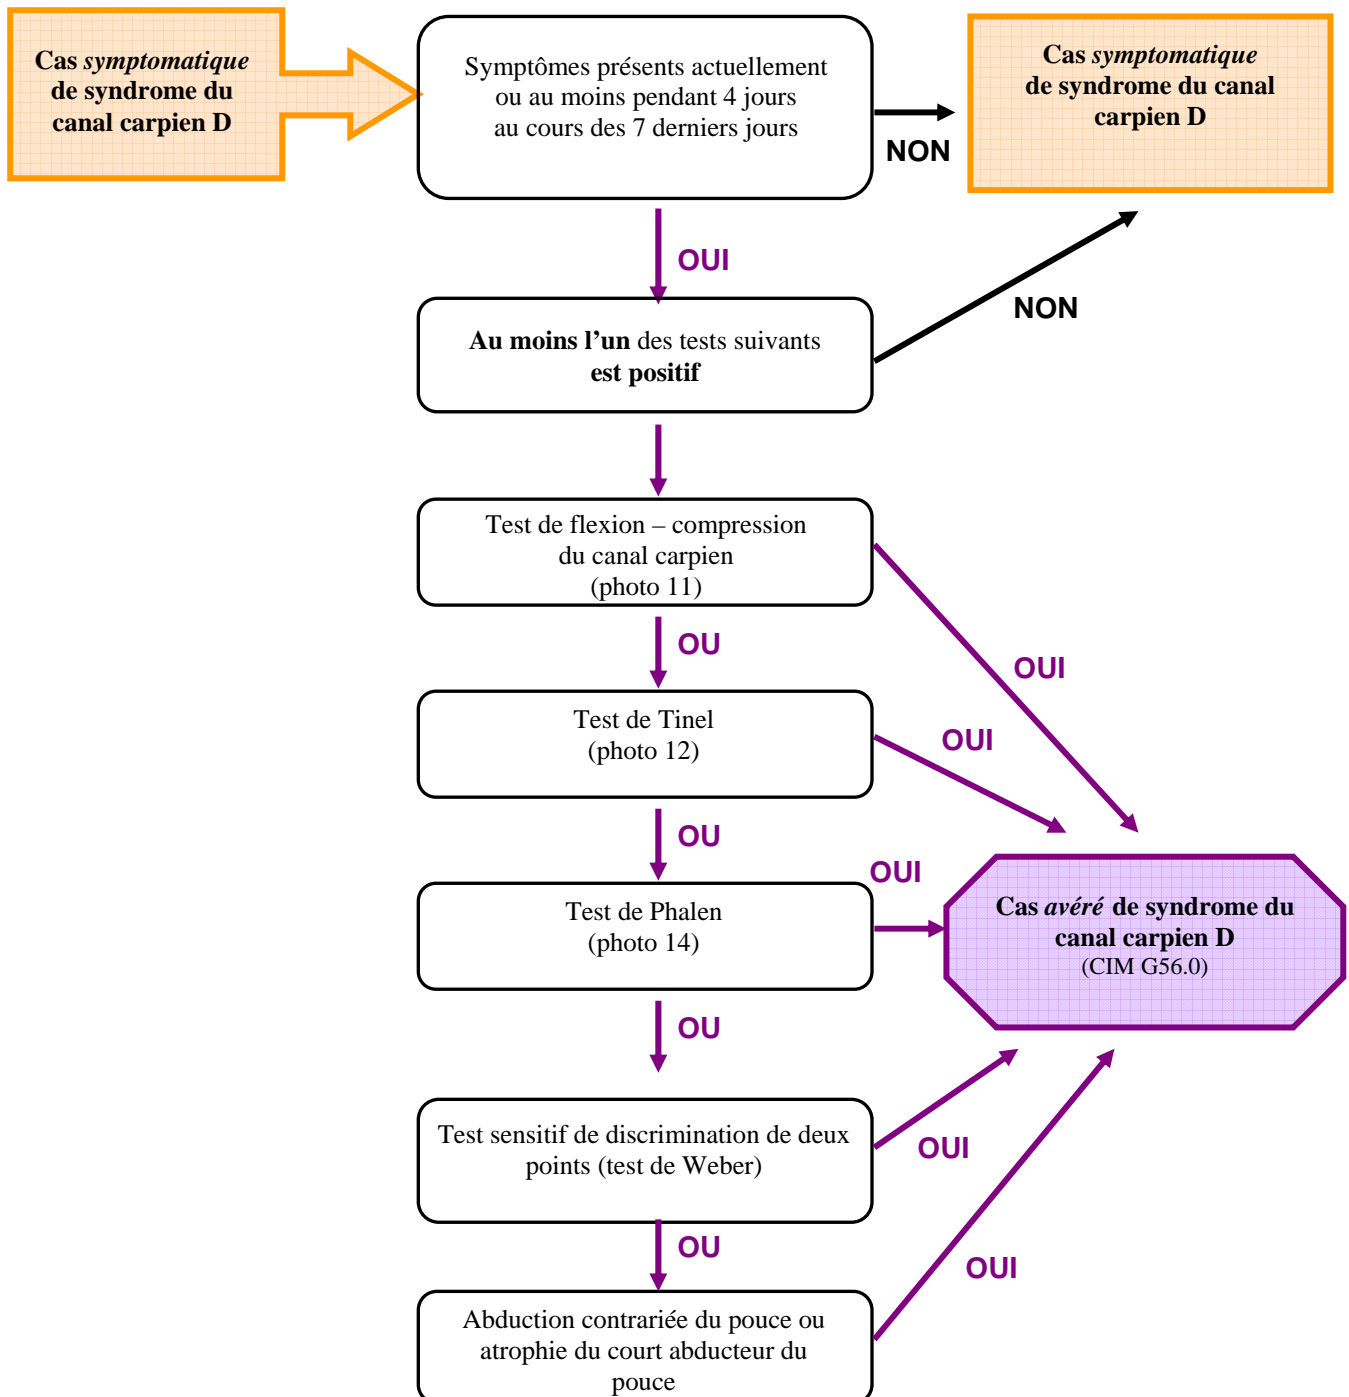 Cas symptomatique
de syndrome du
canal carpien D
Symptômes présents actuellement
ou au moins pendant 4 jours
au cours des 7 derniers jours
NON
Cas symptomatique
de syndrome du canal
carpien D
OUI
NON
Au moins l’un des tests suivants
est positif
Test de flexion – compression
du canal carpien
(photo 11)
OUI
OU
Test de Tinel
(photo 12)
OUI
OU
Test de Phalen
(photo 14)
OUI
Cas avéré de syndrome du
canal carpien D
(CIM G56.0)
OU
Test sensitif de discrimination de deux
points (test de Weber)
OUI
OU
OUI
Abduction contrariée du pouce ou
atrophie du court abducteur du
pouce